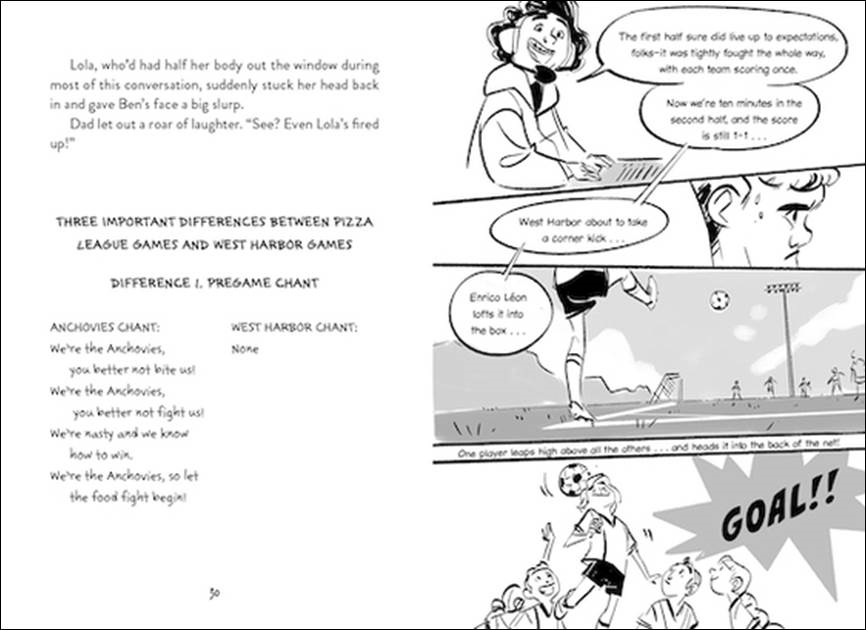 Lola, who'd had half her body out the window during
most of this conversation, suddenly stuck her head back
in and gave Ben's face a big slurp.
Dad let out a roar of laughter. "See? Even Lola's fired
up!"
THREE IMPORTANT DIFFERENCES BETWEEN PIZZA
LEAGUE GAMES AND WEST HARBOR GAMES
DIFFERENCE 1. PREGAME CHANT
ANCHOVIES CHANT:
We're the Anchovies,
you better not bite us!
We're the Anchovies,
you better not fight us!
We're nasty and we know
how to win.
We're the Anchovies, so let
the food fight begin!
WEST HARBOR CHANT:
None
30
The first half sure did live up to expectations,
folks—it was tightly fought the whole way,
with each team scoring once.
Now we're ten minutes in the
second half, and the score
is still 1-1 . . .
West Harbor about to take
a corner kick . . .
Enrico Léon
lofts it into
the box . . .
One player leaps high above all the others . . . and heads it into the back of the net!
GOAL!!